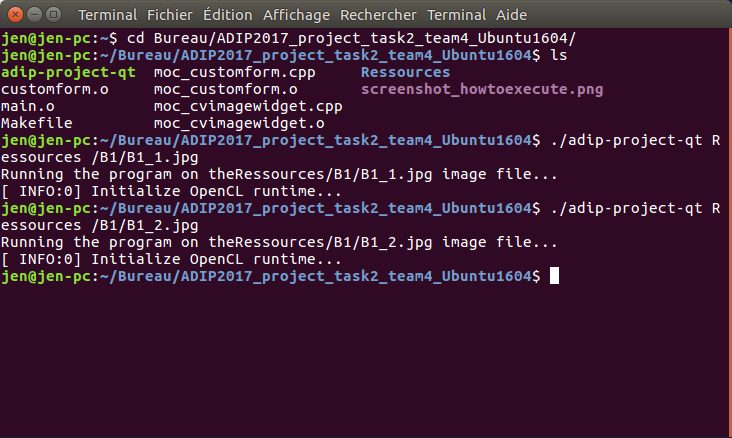 Terminal Fichier Édition Affichage Rechercher Terminal Aide
jen@jen-pc:~$ cd Bureau/ADIP2017_project_task2_team4_Ubuntu1604/
jen@jen-pc:~/Bureau/ADIP2017_project_task2_team4_Ubuntu1604$ ls
adip-project-qt  moc_customform.cpp     Ressources
customform.o     moc_customform.o       screenshot_howtoexecute.png
main.o           moc_cvimagewidget.cpp
Makefile         moc_cvimagewidget.o
jen@jen-pc:~/Bureau/ADIP2017_project_task2_team4_Ubuntu1604$ ./adip-project-qt R
essources /B1/B1_1.jpg
Running the program on theRessources/B1/B1_1.jpg image file...
[ INFO:0] Initialize OpenCL runtime...
jen@jen-pc:~/Bureau/ADIP2017_project_task2_team4_Ubuntu1604$ ./adip-project-qt R
essources /B1/B1_2.jpg
Running the program on theRessources/B1/B1_2.jpg image file...
[ INFO:0] Initialize OpenCL runtime...
jen@jen-pc:~/Bureau/ADIP2017_project_task2_team4_Ubuntu1604$